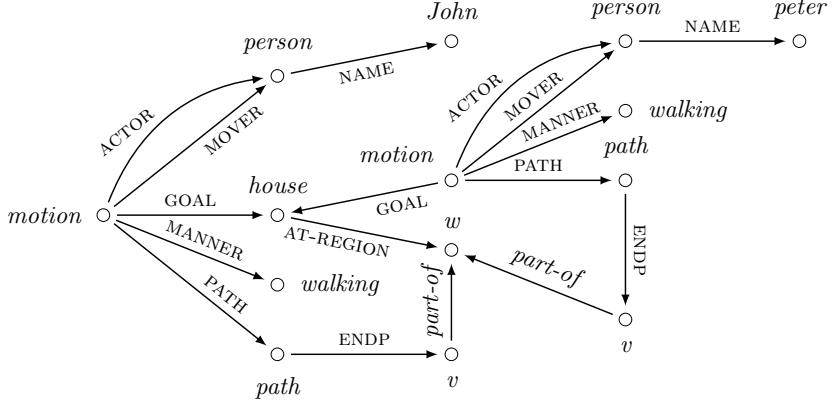 John
person
peter
person
NAME
NAME
ACTOR
MOVER
ACTOR
MOVER
MANNER
walking
motion
path
PATH
house
GOAL
GOAL
motion
MANNER
AT-REGION
w
ENDP
part-of
walking
PATH
part-of
ENDP
v
path
v